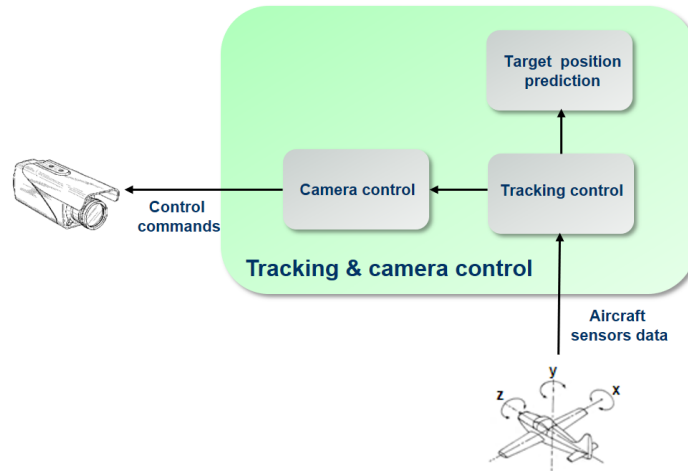 Target position
prediction
Camera control
Tracking control
Control
commands
Tracking & camera control
Aircraft
sensors data
y
z
x